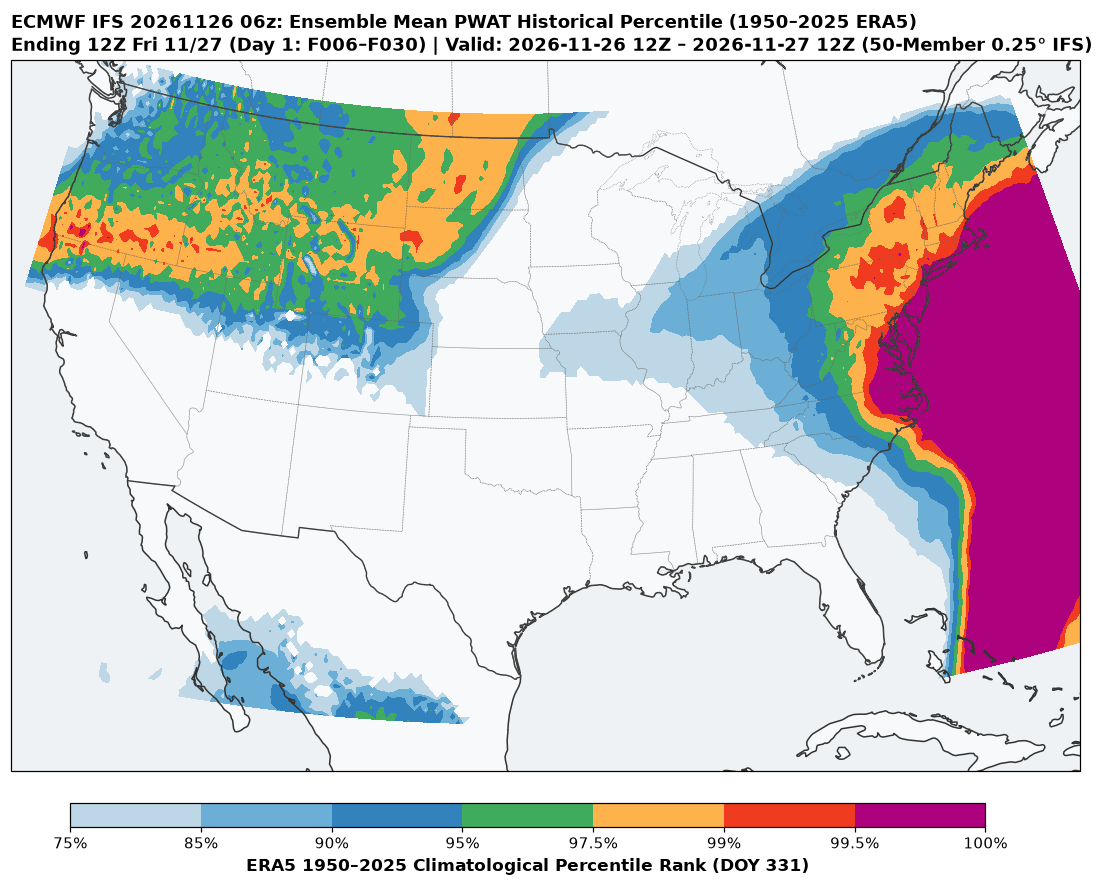 ECMWF IFS 20261126 06z: Ensemble Mean PWAT Historical Percentile (1950–2025 ERA5)
Ending 12Z Fri 11/27 (Day 1: F006–F030) | Valid: 2026-11-26 12Z – 2026-11-27 12Z (50-Member 0.25° IFS)
75% 85% 90% 95% 97.5% 99% 99.5% 100%
ERA5 1950–2025 Climatological Percentile Rank (DOY 331)